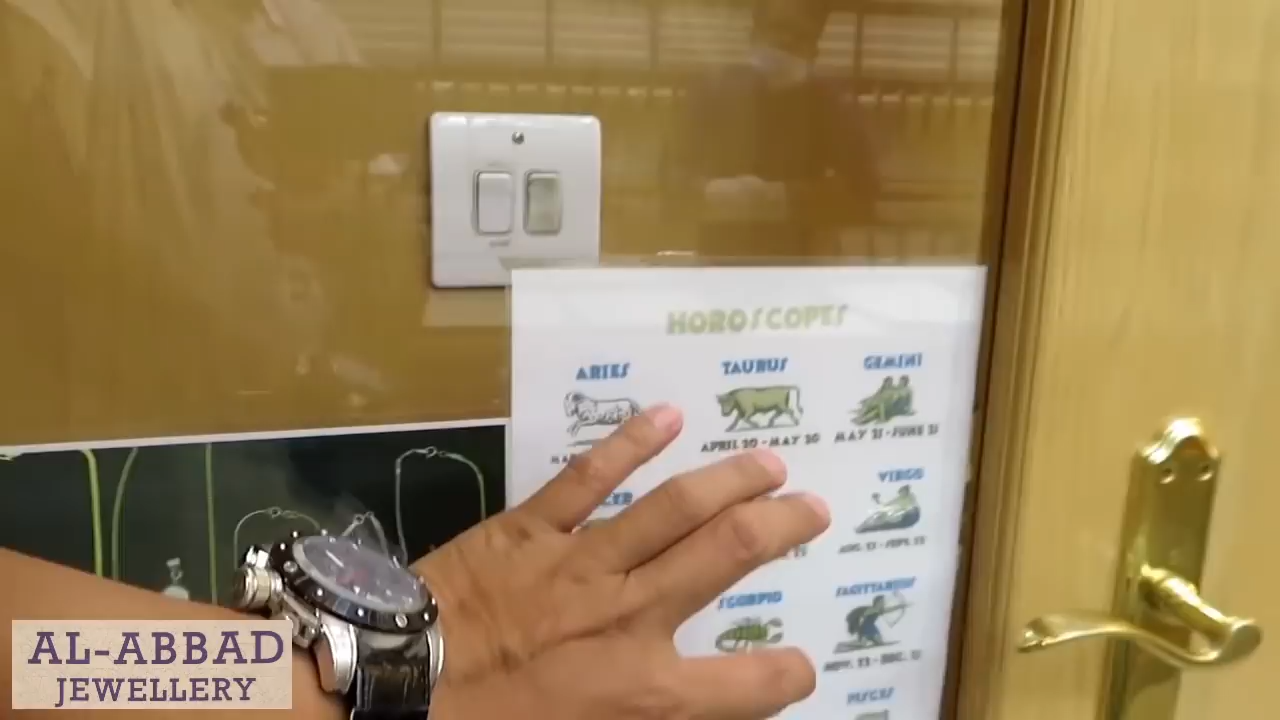 HOROSCOPES
ARIES TAURUS GEMINI
APRIL 20 - MAY 20 MAY 21 - JUNE 21
VIRGO
SCORPIO SAGITTARIUS
PISCES
AL-ABBAD
JEWELLERY